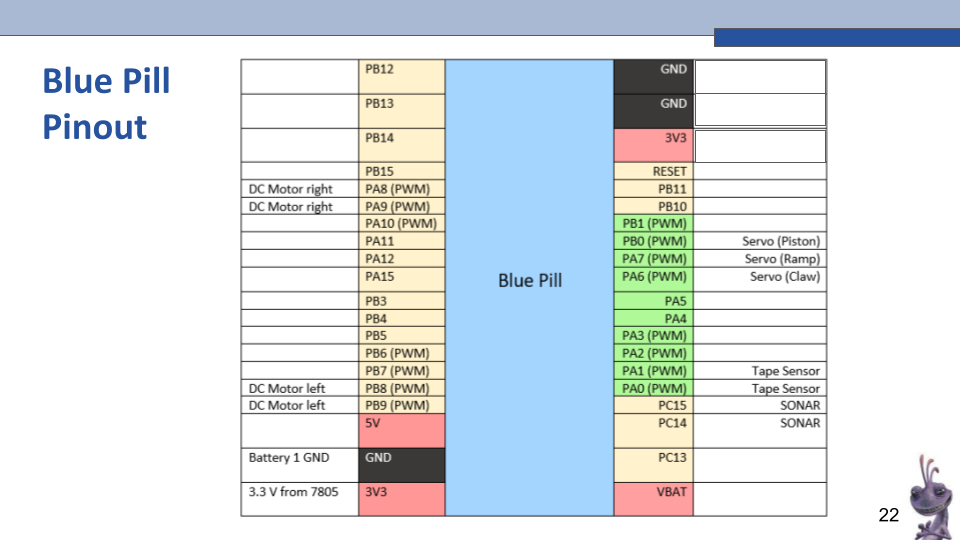 Blue Pill
Pinout
PB12 GND
PB13 GND
PB14 3V3
PB15 RESET
DC Motor right PA8 (PWM) PB11
DC Motor right PA9 (PWM) PB10
PA10 (PWM) PB1 (PWM)
PA11 PB0 (PWM) Servo (Piston)
PA12 PA7 (PWM) Servo (Ramp)
PA15 Blue Pill PA6 (PWM) Servo (Claw)
PB3 PA5
PB4 PA4
PB5 PA3 (PWM)
PB6 (PWM) PA2 (PWM)
PB7 (PWM) PA1 (PWM) Tape Sensor
DC Motor left PB8 (PWM) PA0 (PWM) Tape Sensor
DC Motor left PB9 (PWM) PC15 SONAR
5V PC14 SONAR
Battery 1 GND GND PC13
3.3 V from 7805 3V3 VBAT
22